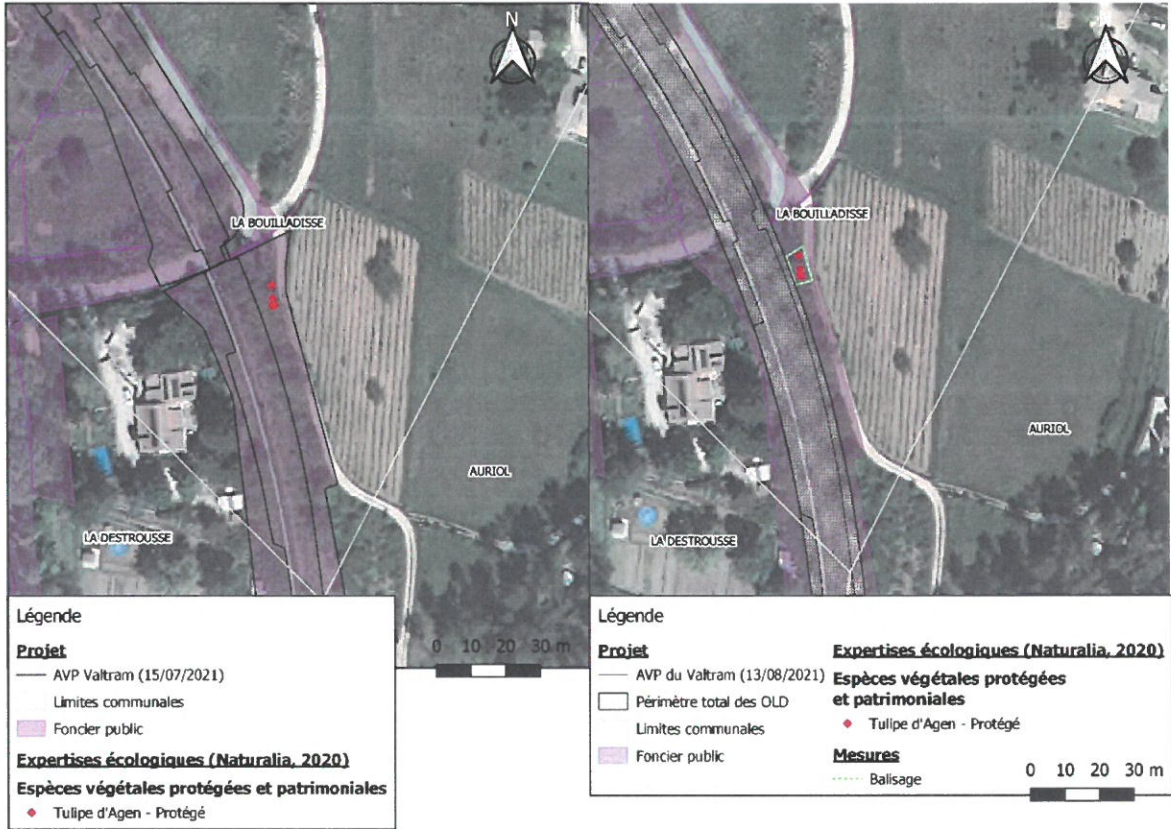 N
LA BOUILLADISSE
AURIOL
LA DESTROUSSE
Légende
Projet
AVP Valtram (15/07/2021)
Limites communales
Foncier public
Expertises écologiques (Naturalia, 2020)
Espèces végétales protégées et patrimoniales
Tulipe d'Agen - Protégé
0 10 20 30 m
LA BOUILLADISSE
AURIOL
LA DESTROUSSE
Légende
Projet
AVP du Valtram (13/08/2021)
Périmètre total des OLD
Limites communales
Foncier public
Expertises écologiques (Naturalia, 2020)
Espèces végétales protégées
et patrimoniales
Tulipe d'Agen - Protégé
Mesures
Balisage
0 10 20 30 m